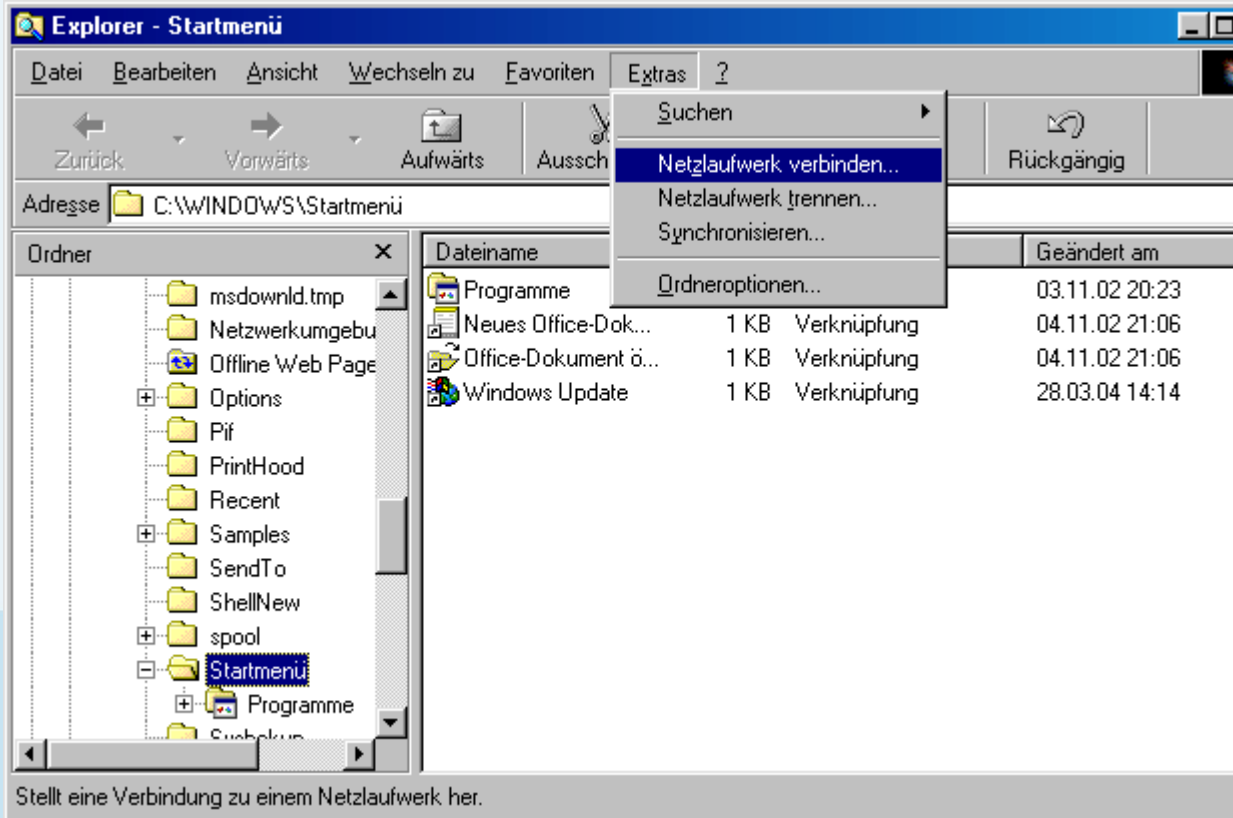 Explorer - Startmenü
Datei Bearbeiten Ansicht Wechseln zu Favoriten Extras ?
Zurück Vorwärts Aufwärts Aussch Rückgängig
Adresse C:\WINDOWS\Startmenü
Suchen
Netzlaufwerk verbinden...
Netzlaufwerk trennen...
Synchronisieren...
Ordneroptionen...
Ordner
msdownld.tmp
Netzwerkumgebu
Offline Web Page
Options
Pif
PrintHood
Recent
Samples
SendTo
ShellNew
spool
Startmenü
Programme
Dateiname Geändert am
Programme 03.11.02 20:23
Neues Office-Dok... 1 KB Verknüpfung 04.11.02 21:06
Office-Dokument ö... 1 KB Verknüpfung 04.11.02 21:06
Windows Update 1 KB Verknüpfung 28.03.04 14:14
Stellt eine Verbindung zu einem Netzlaufwerk her.